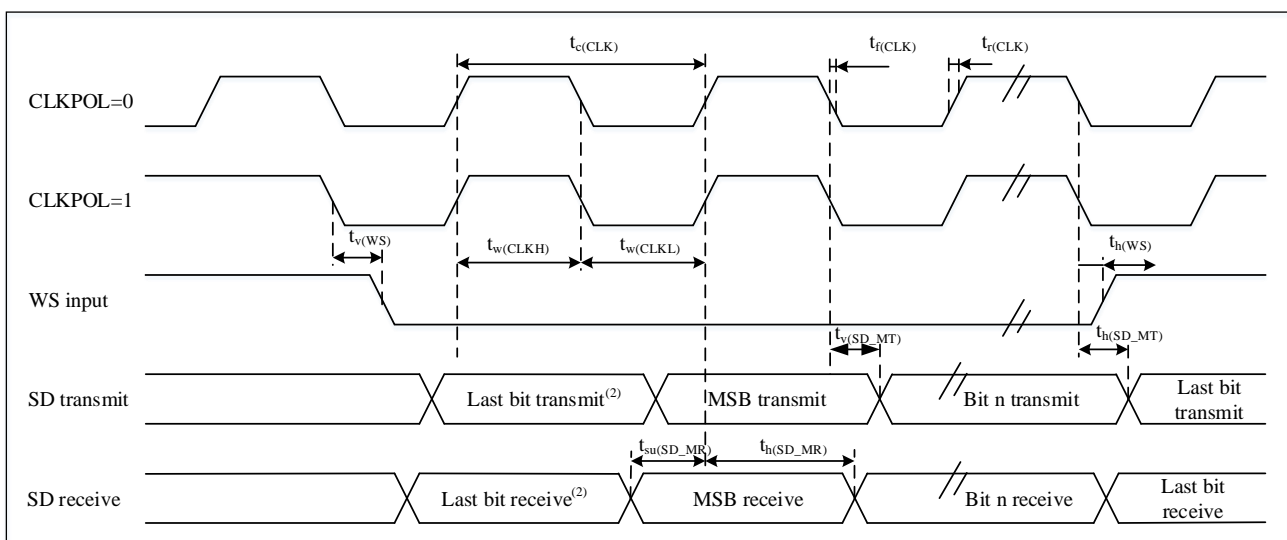 tc(CLK)
tf(CLK)
tr(CLK)
CLKPOL=0
CLKPOL=1
tv(WS)
tw(CLKH)
tw(CLKL)
th(WS)
WS input
tv(SD_MT)
th(SD_MT)
SD transmit
Last bit transmit(2)
MSB transmit
Bit n transmit
Last bit
transmit
tsu(SD_MR)
th(SD_MR)
SD receive
Last bit receive(2)
MSB receive
Bit n receive
Last bit
receive